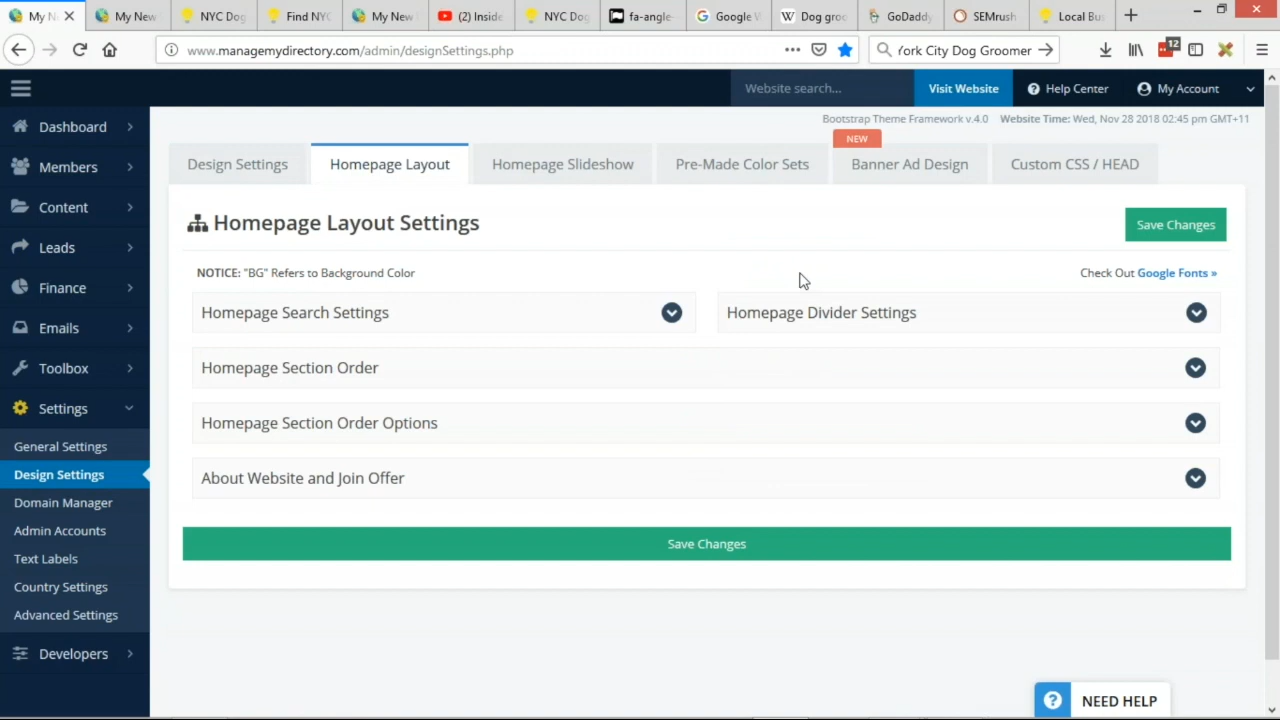 My N
My New
NYC Dog
Find NYC
My New
(2) Inside
NYC Dog
fa-angle-
Google
Dog groo
GoDaddy
SEMrush
Local Bus
www.managemydirectory.com/admin/designSettings.php
York City Dog Groomer
12
Website search...
Visit Website
Help Center
My Account
Bootstrap Theme Framework v.4.0 Website Time: Wed, Nov 28 2018 02:45 pm GMT+11
Dashboard
Members
Content
Leads
Finance
Emails
Toolbox
Settings
General Settings
Design Settings
Domain Manager
Admin Accounts
Text Labels
Country Settings
Advanced Settings
Developers
NEW
Design Settings
Homepage Layout
Homepage Slideshow
Pre-Made Color Sets
Banner Ad Design
Custom CSS / HEAD
Homepage Layout Settings
Save Changes
NOTICE: "BG" Refers to Background Color
Check Out Google Fonts »
Homepage Search Settings
Homepage Divider Settings
Homepage Section Order
Homepage Section Order Options
About Website and Join Offer
Save Changes
NEED HELP